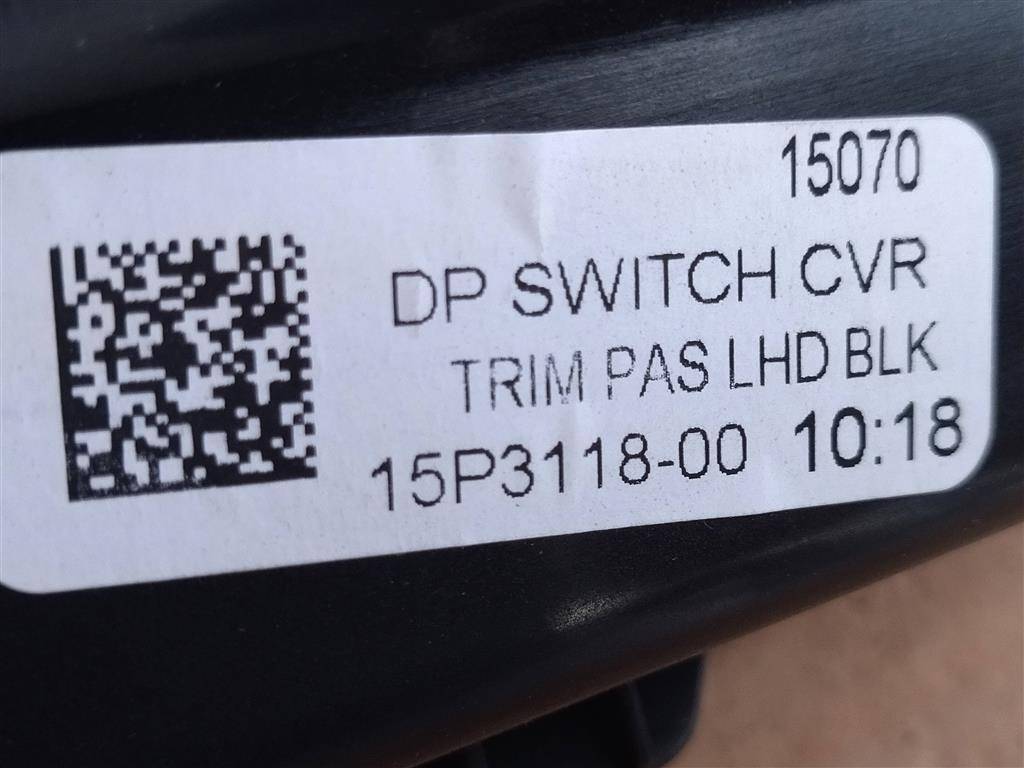 15070
DP SWITCH CVR
TRIM PAS LHD BLK
15P3118-00 10:18